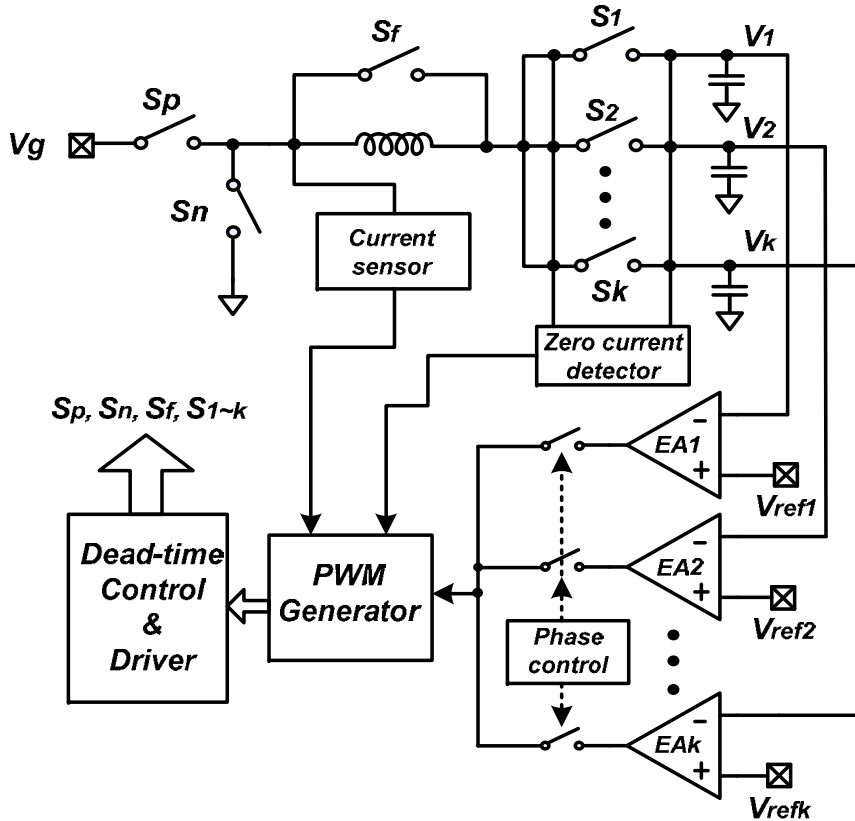 Sf
S1
V1
Sp
Vg
S2
V2
Sn
Current
sensor
Vk
Sk
Zero current
detector
Sp, Sn, Sf, S1~k
-
EA1
+
Vref1
Dead-time
Control
&
Driver
PWM
Generator
-
EA2
+
Vref2
Phase
control
-
EAk
+
Vrefk